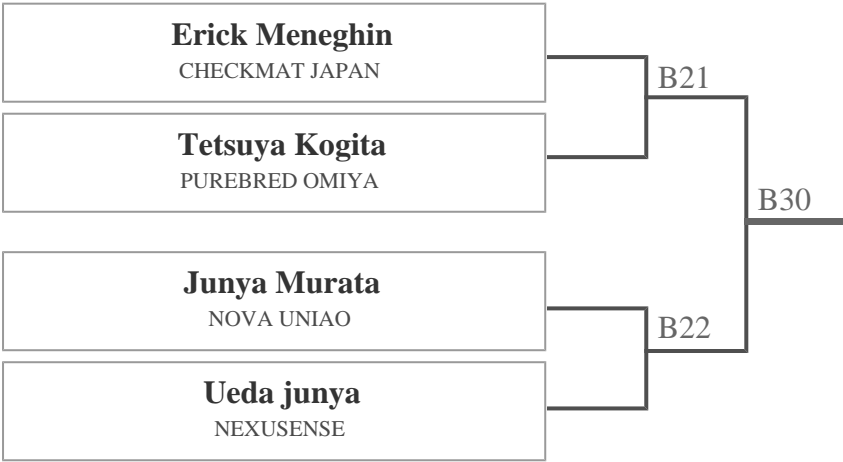 Erick Meneghin
CHECKMAT JAPAN
B21
Tetsuya Kogita
PUREBRED OMIYA
B30
Junya Murata
NOVA UNIAO
B22
Ueda junya
NEXUSENSE